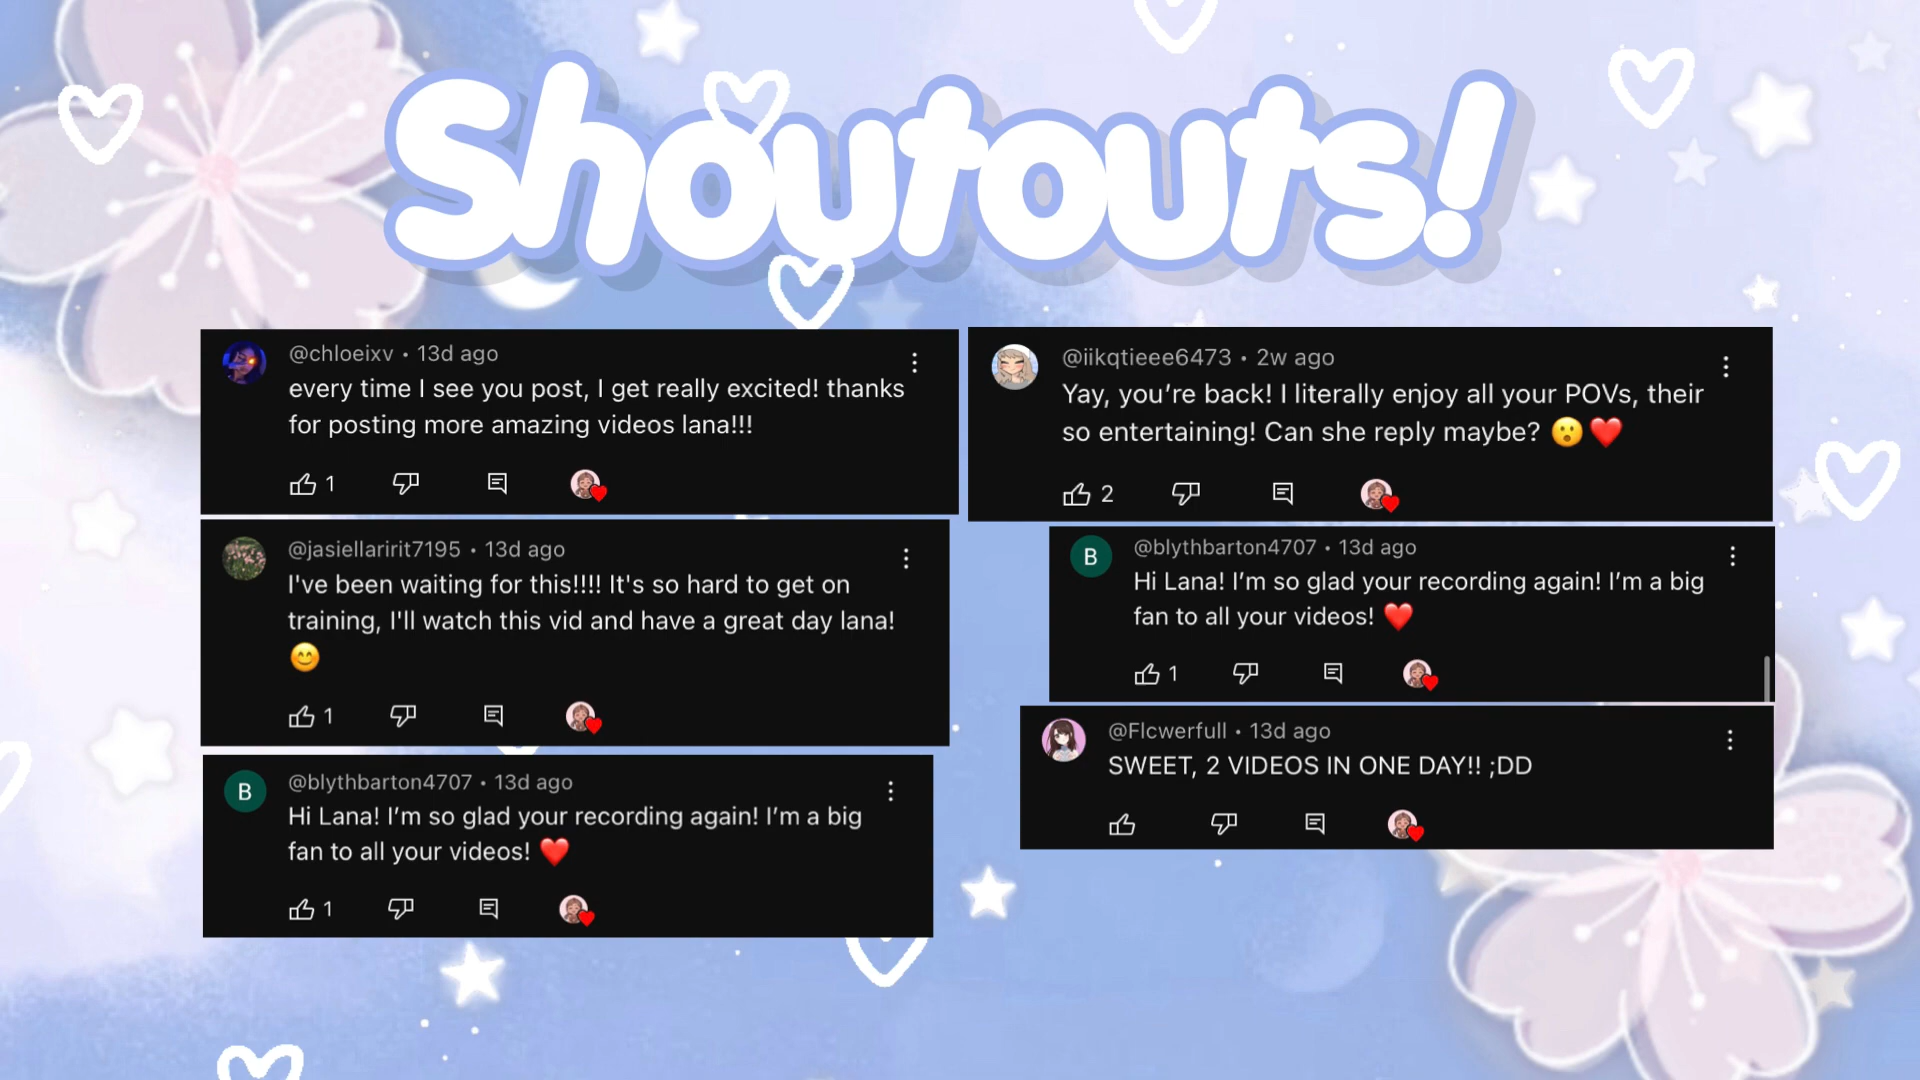 Shoutouts!
@chloeixv • 13d ago
every time I see you post, I get really excited! thanks
for posting more amazing videos lana!!!
1
@jasiellaririt7195 • 13d ago
I've been waiting for this!!!! It's so hard to get on
training, I'll watch this vid and have a great day lana!
😊
1
B
@blythbarton4707 • 13d ago
Hi Lana! I’m so glad your recording again! I’m a big
fan to all your videos! ❤️
1
@iikqtieee6473 • 2w ago
Yay, you’re back! I literally enjoy all your POVs, their
so entertaining! Can she reply maybe? 😮❤️
2
B
@blythbarton4707 • 13d ago
Hi Lana! I’m so glad your recording again! I’m a big
fan to all your videos! ❤️
1
@Flcwerfull • 13d ago
SWEET, 2 VIDEOS IN ONE DAY!! ;DD